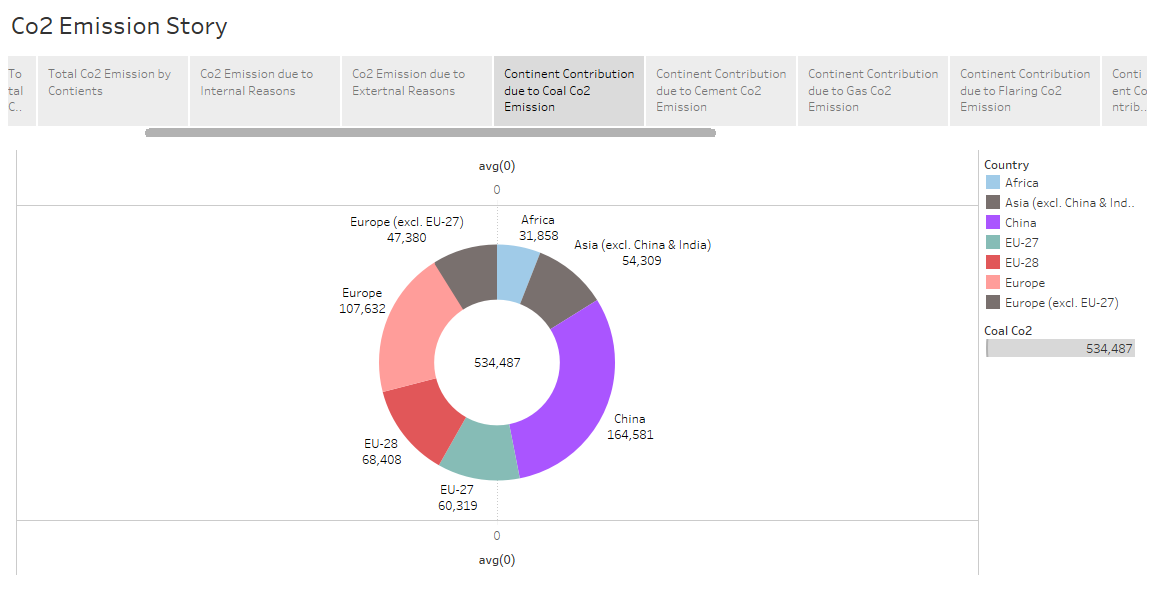 Co2 Emission Story
To
tal
C..
Total Co2 Emission by
Contients
Co2 Emission due to
Internal Reasons
Co2 Emission due to
Extertnal Reasons
Continent Contribution
due to Coal Co2
Emission
Continent Contribution
due to Cement Co2
Emission
Continent Contribution
due to Gas Co2
Emission
Continent Contribution
due to Flaring Co2
Emission
Conti
ent Co
ntrib..
avg(0)
0
Europe (excl. EU-27)
47,380
Africa
31,858
Asia (excl. China & India)
54,309
Europe
107,632
534,487
China
164,581
EU-28
68,408
EU-27
60,319
0
avg(0)
Country
Africa
Asia (excl. China & Ind..
China
EU-27
EU-28
Europe
Europe (excl. EU-27)
Coal Co2
534,487